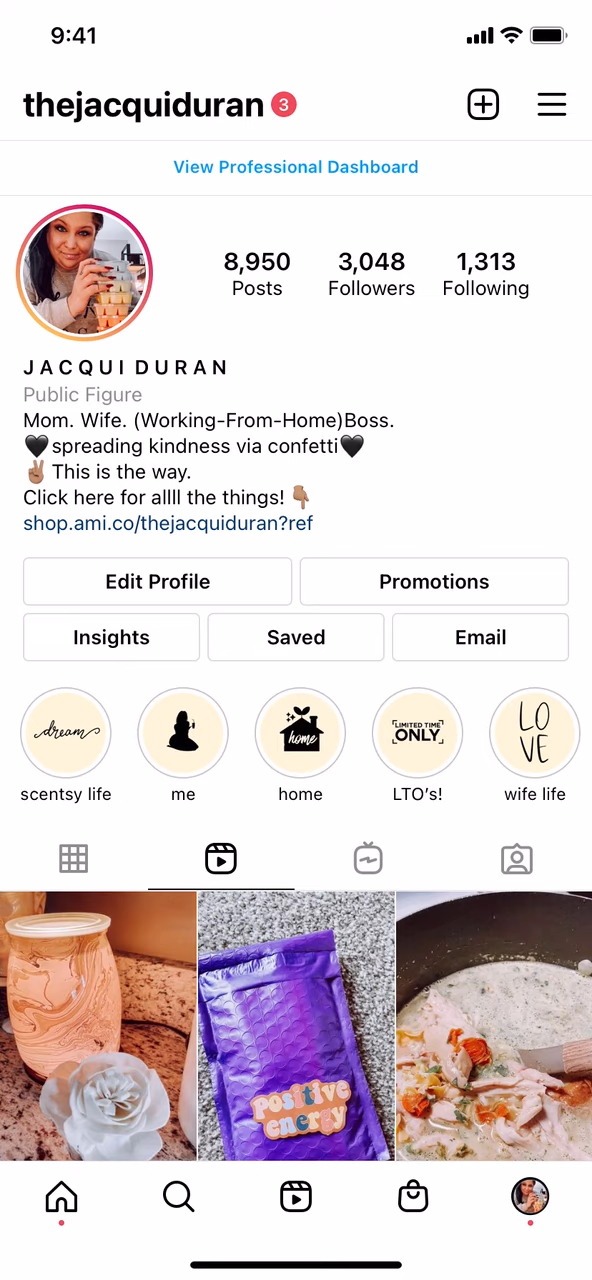 9:41
thejacquiduran 3
View Professional Dashboard
8,950 3,048 1,313
Posts Followers Following
JACQUI DURAN
Public Figure
Mom. Wife. (Working-From-Home)Boss.
🖤spreading kindness via confetti🖤
✌🏽This is the way.
Click here for allll the things! 👇🏽
shop.ami.co/thejacquiduran?ref
Edit Profile Promotions
Insights Saved Email
dream
home
LIMITED TIME
ONLY
LO
VE
scentsy life me home LTO's! wife life
positive
energy